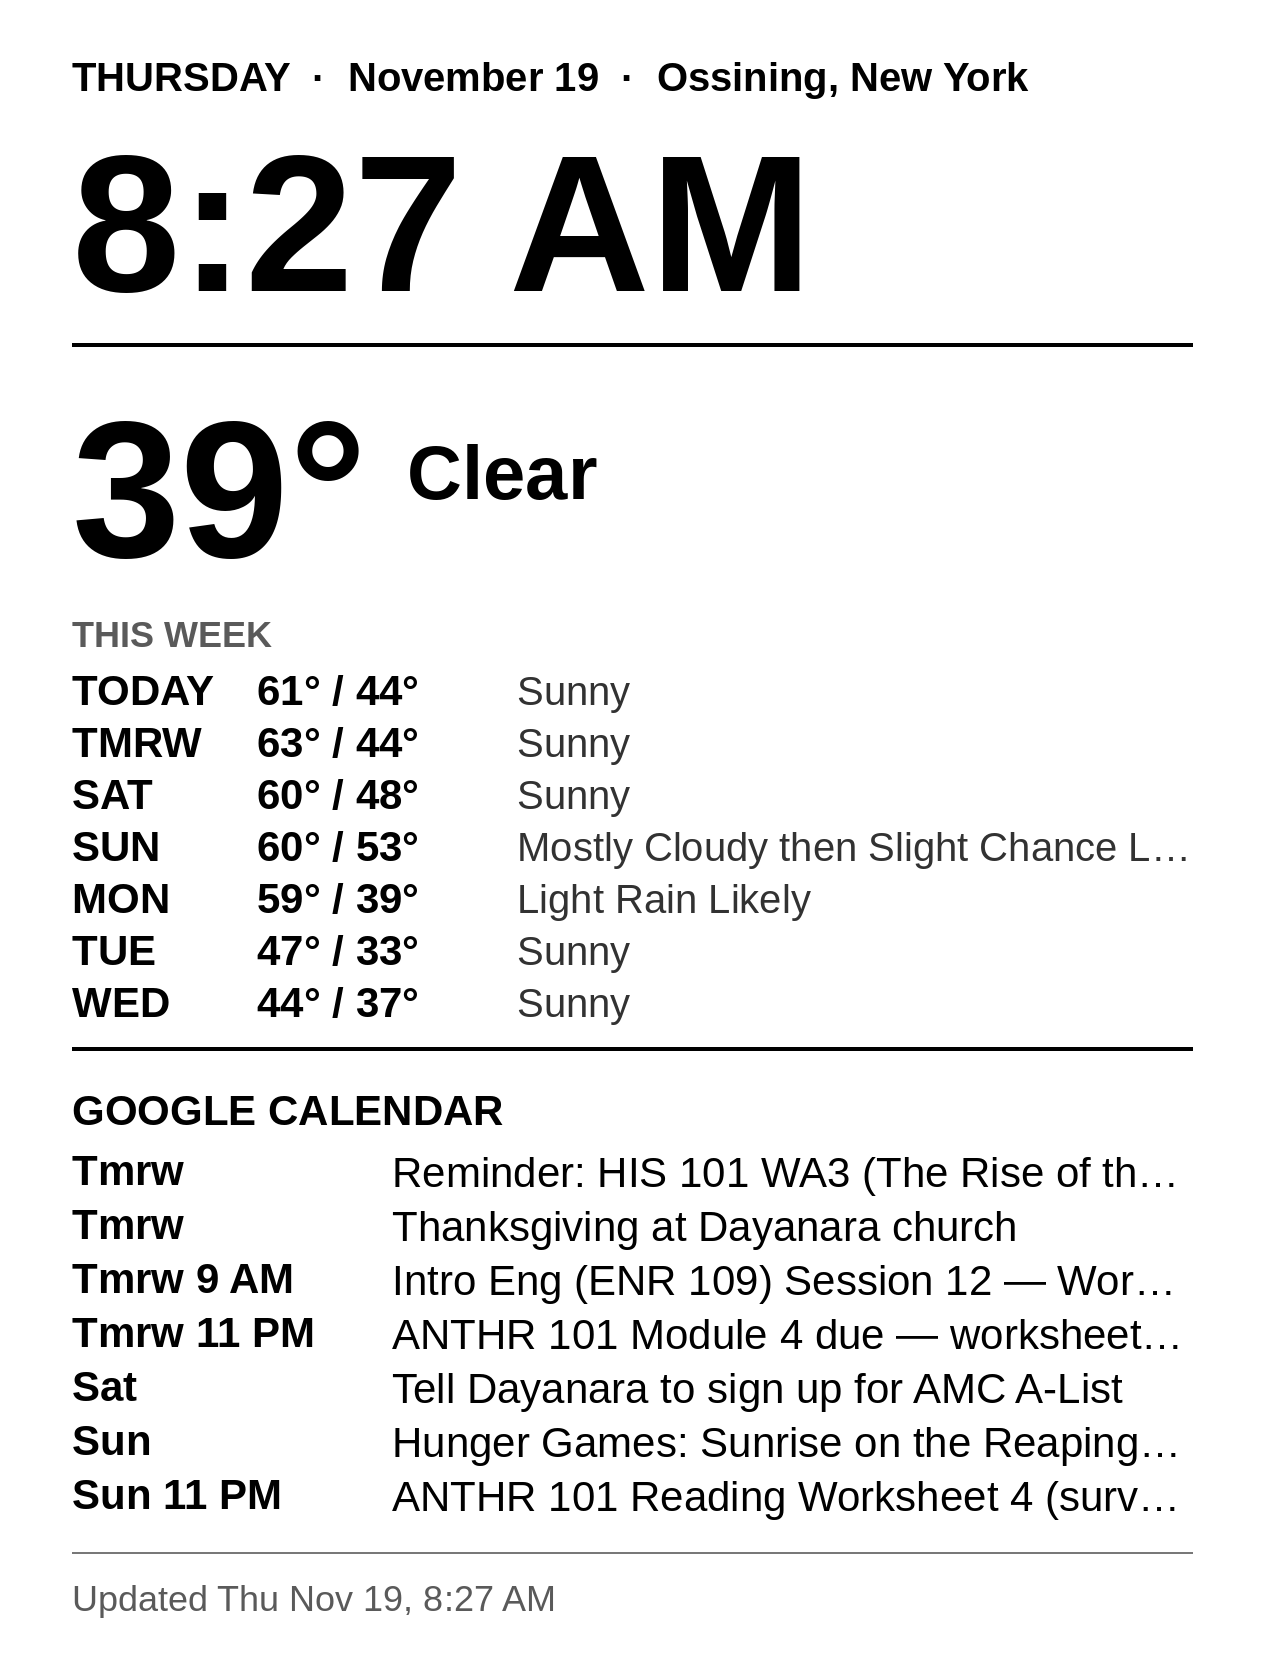 THURSDAY · November 19 · Ossining, New York
8:27 AM
39° Clear
THIS WEEK
TODAY 61° / 44° Sunny
TMRW 63° / 44° Sunny
SAT 60° / 48° Sunny
SUN 60° / 53° Mostly Cloudy then Slight Chance L…
MON 59° / 39° Light Rain Likely
TUE 47° / 33° Sunny
WED 44° / 37° Sunny
GOOGLE CALENDAR
Tmrw Reminder: HIS 101 WA3 (The Rise of th…
Tmrw Thanksgiving at Dayanara church
Tmrw 9 AM Intro Eng (ENR 109) Session 12 — Wor…
Tmrw 11 PM ANTHR 101 Module 4 due — worksheet…
Sat Tell Dayanara to sign up for AMC A-List
Sun Hunger Games: Sunrise on the Reaping…
Sun 11 PM ANTHR 101 Reading Worksheet 4 (surv…
Updated Thu Nov 19, 8:27 AM